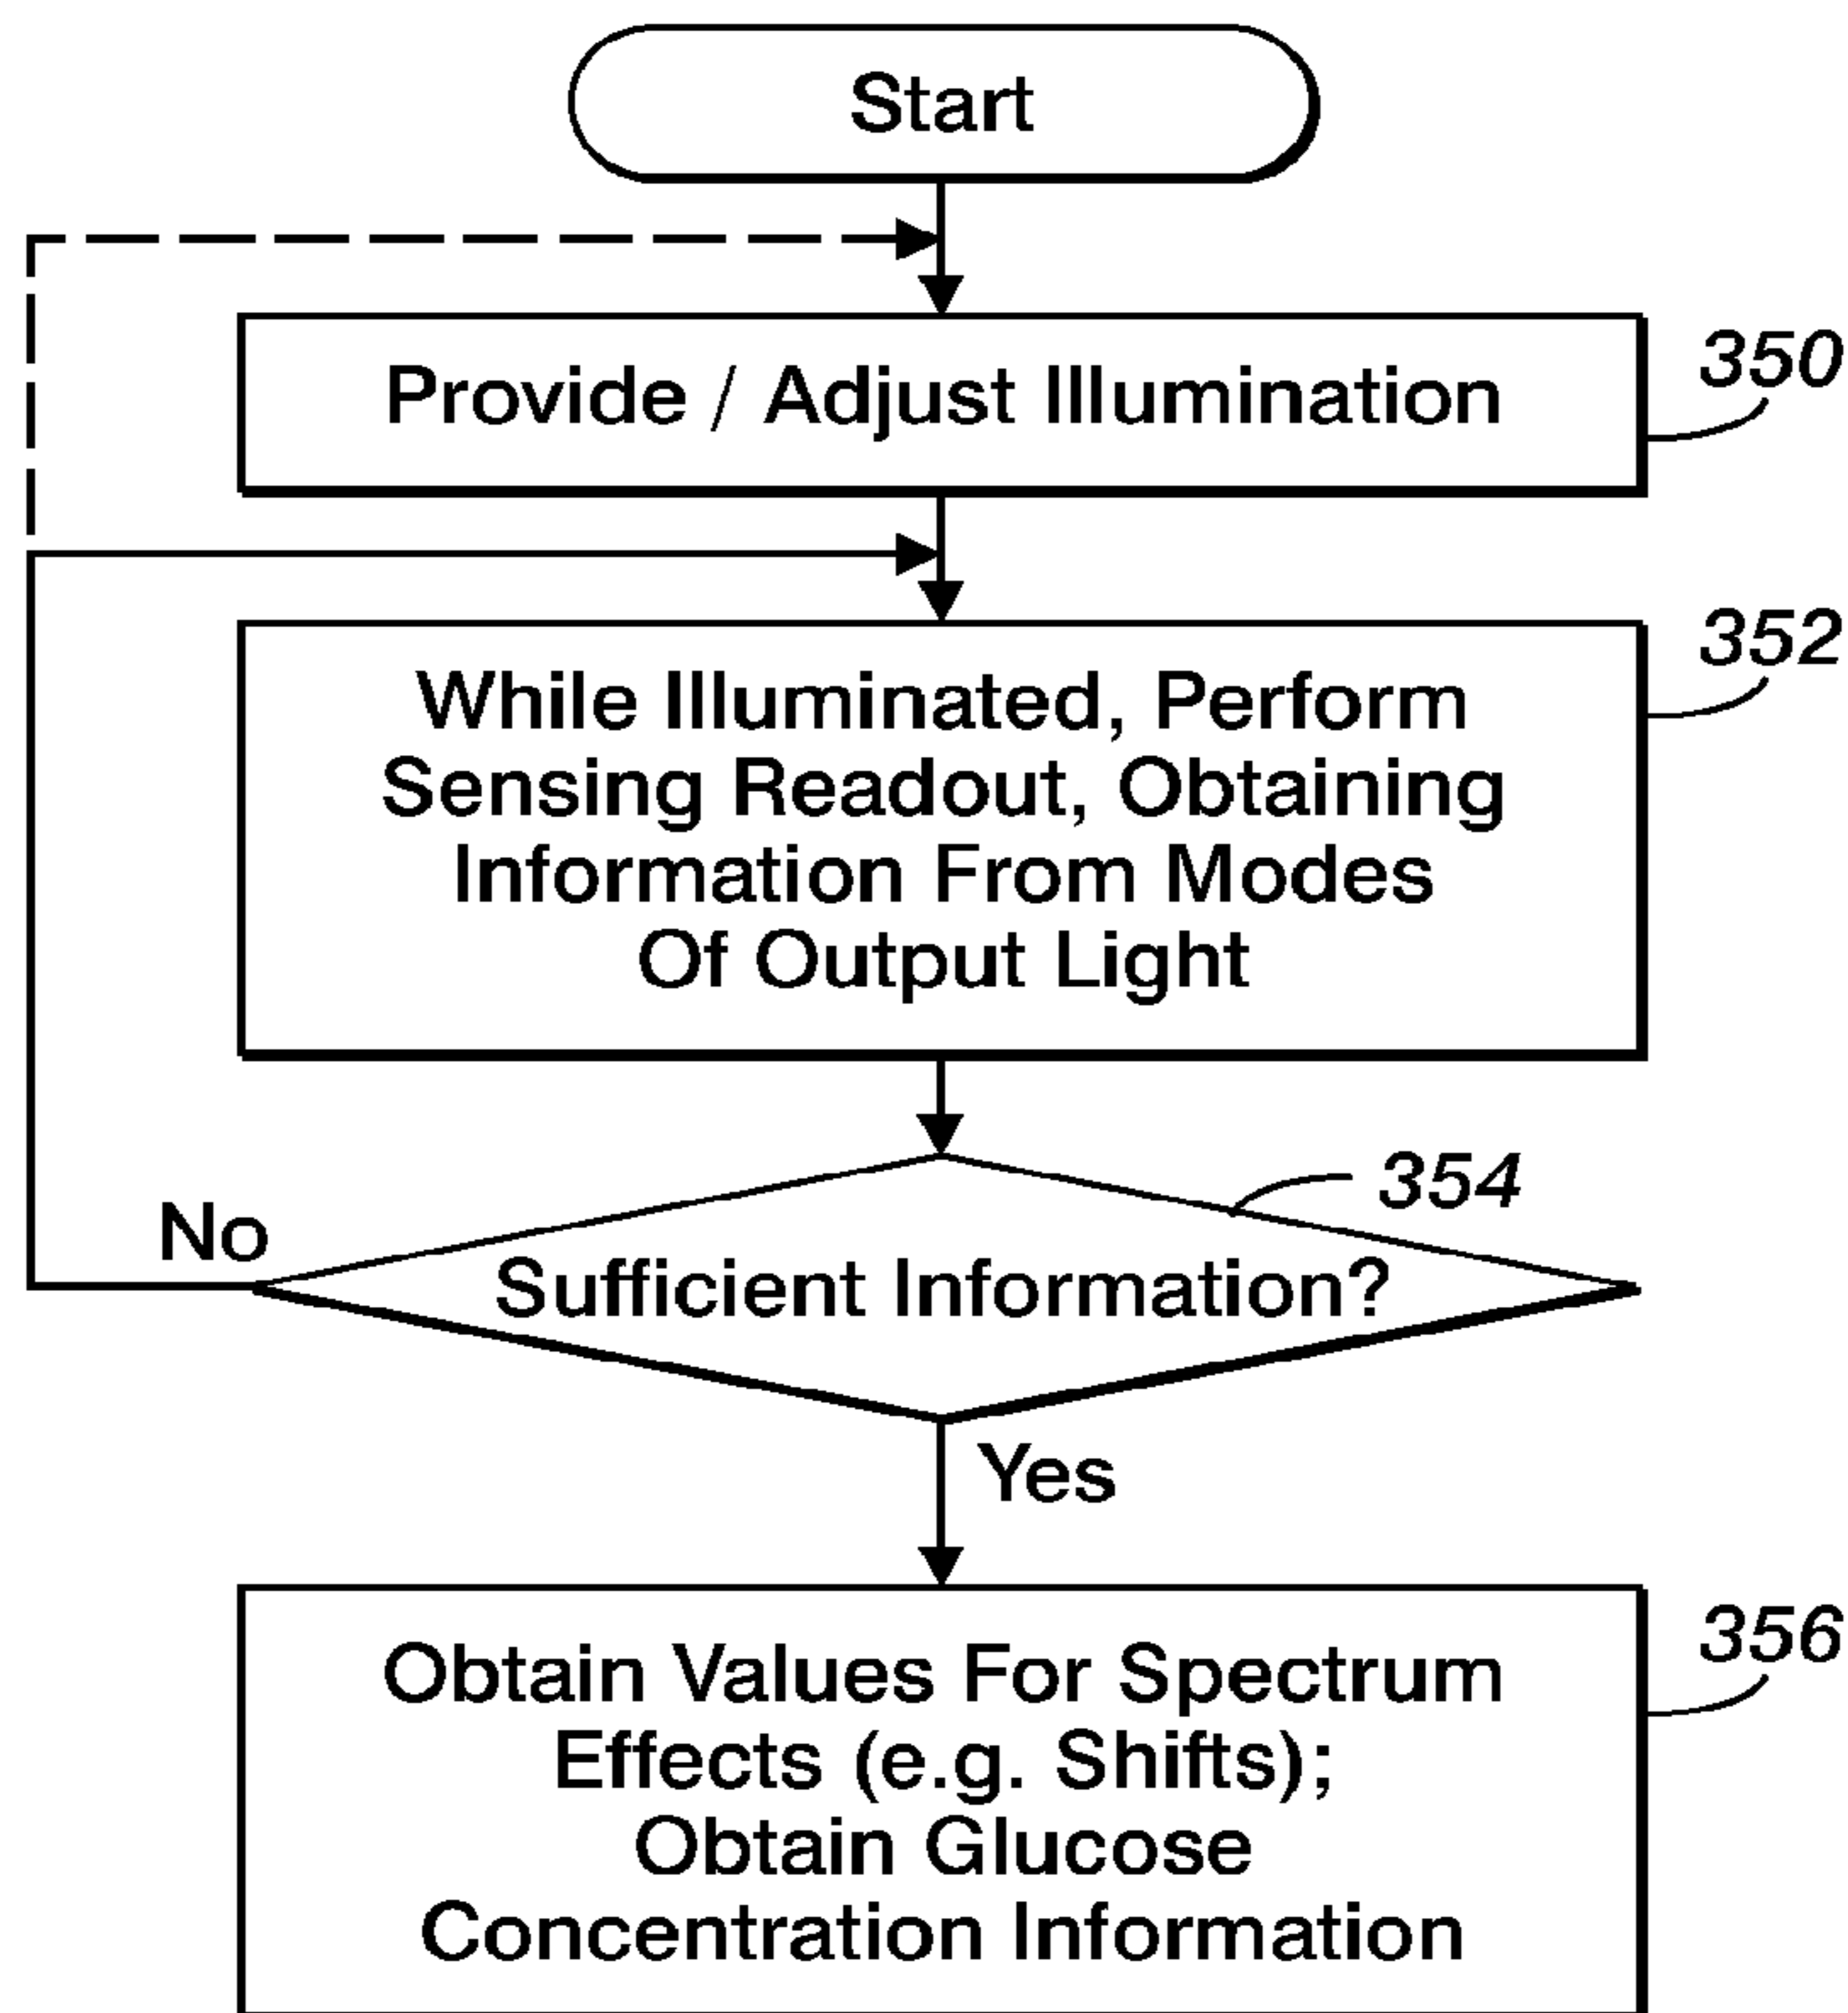 Start
Provide / Adjust Illumination
350
While Illuminated, Perform
Sensing Readout, Obtaining
Information From Modes
Of Output Light
352
354
No
Sufficient Information?
Yes
Obtain Values For Spectrum
Effects (e.g. Shifts);
Obtain Glucose
Concentration Information
356